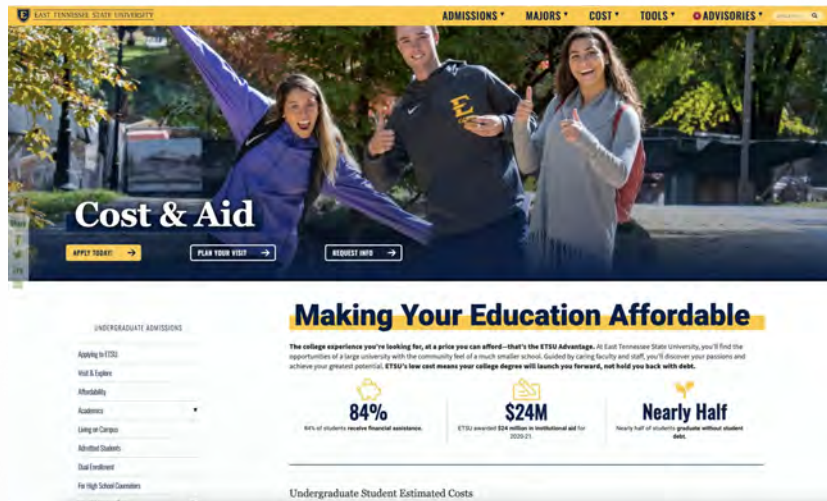 EAST TENNESSEE STATE UNIVERSITY
ADMISSIONS
MAJORS
COST
TOOLS
ADVISORIES
E
Cost & Aid
APPLY TODAY!
PLAN YOUR VISIT
REQUEST INFO
UNDERGRADUATE ADMISSIONS
Applying to ETSU
Visit & Explore
Affordability
Academics
Living on Campus
Admitted Students
Dual Enrollment
For High School Counselors
Making Your Education Affordable
The college experience you're looking for, at a price you can afford—that's the ETSU Advantage. At East Tennessee State University, you'll find the
opportunities of a large university with the community feel of a much smaller school. Guided by caring faculty and staff, you'll discover your passions and
achieve your greatest potential. ETSU's low cost means your college degree will launch you forward, not hold you back with debt.
84%
84% of students receive financial assistance.
$24M
ETSU awarded $24 million in institutional aid for
2020-21.
Nearly Half
Nearly half of students graduate without student
debt.
Undergraduate Student Estimated Costs